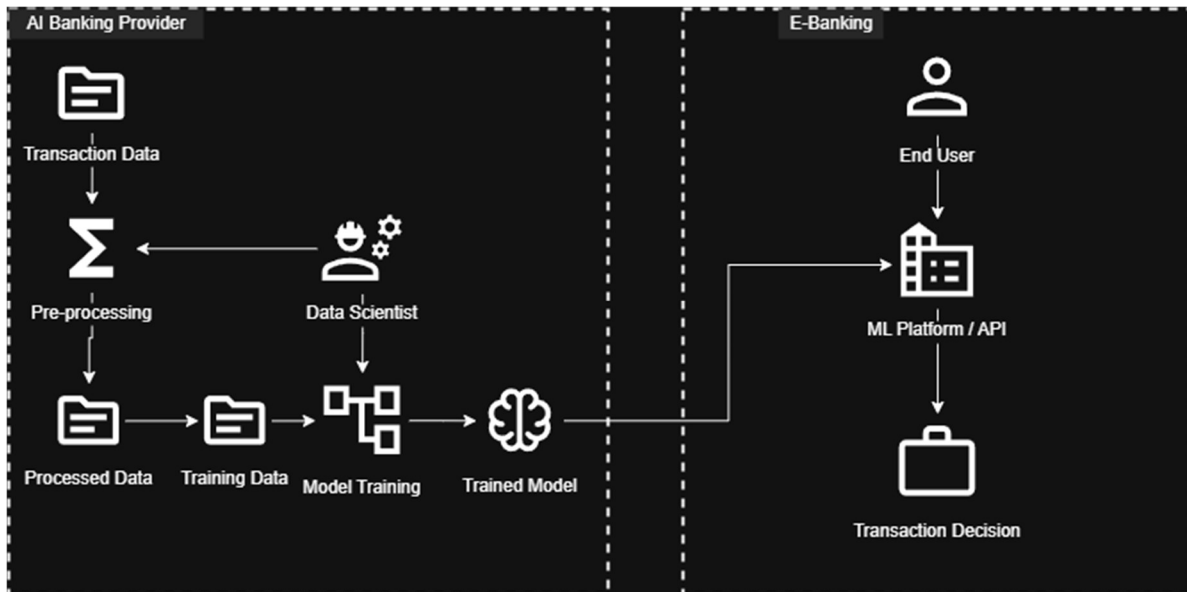 AI Banking Provider
E-Banking
Transaction Data
End User
Pre-processing
Data Scientist
ML Platform / API
Processed Data
Training Data
Model Training
Trained Model
Transaction Decision